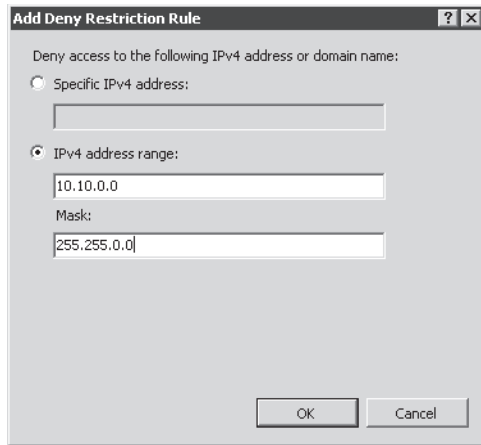 Add Deny Restriction Rule
Deny access to the following IPv4 address or domain name:
Specific IPv4 address:
IPv4 address range:
10.10.0.0
Mask:
255.255.0.0
OK Cancel